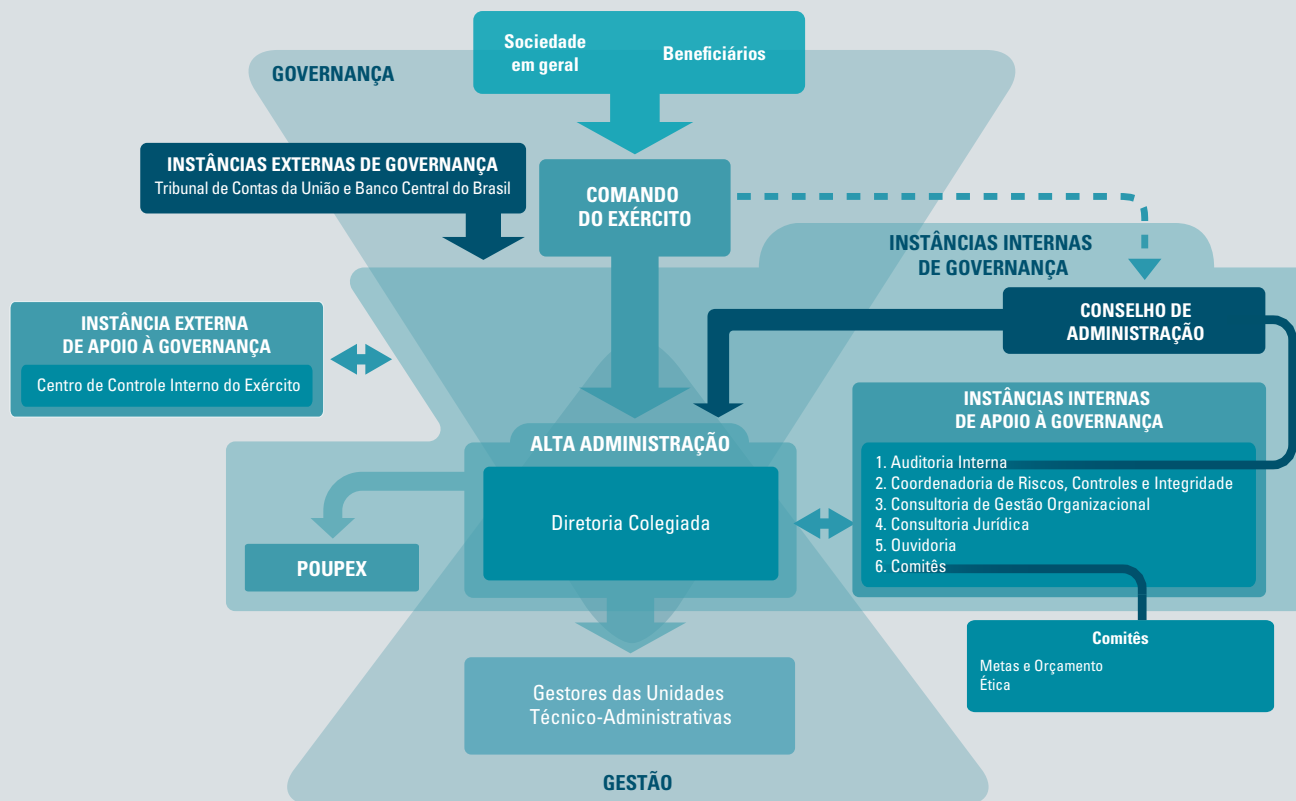 Sociedade
em geral
Beneficiários
GOVERNANÇA
INSTÂNCIAS EXTERNAS DE GOVERNANÇA
Tribunal de Contas da União e Banco Central do Brasil
COMANDO
DO EXÉRCITO
INSTÂNCIAS INTERNAS
DE GOVERNANÇA
CONSELHO DE
ADMINISTRAÇÃO
INSTÂNCIA EXTERNA
DE APOIO À GOVERNANÇA
Centro de Controle Interno do Exército
INSTÂNCIAS INTERNAS
DE APOIO À GOVERNANÇA
1. Auditoria Interna
2. Coordenadoria de Riscos, Controles e Integridade
3. Consultoria de Gestão Organizacional
4. Consultoria Jurídica
5. Ouvidoria
6. Comitês
ALTA ADMINISTRAÇÃO
Diretoria Colegiada
POUPEX
Comitês
Metas e Orçamento
Ética
Gestores das Unidades
Técnico-Administrativas
GESTÃO